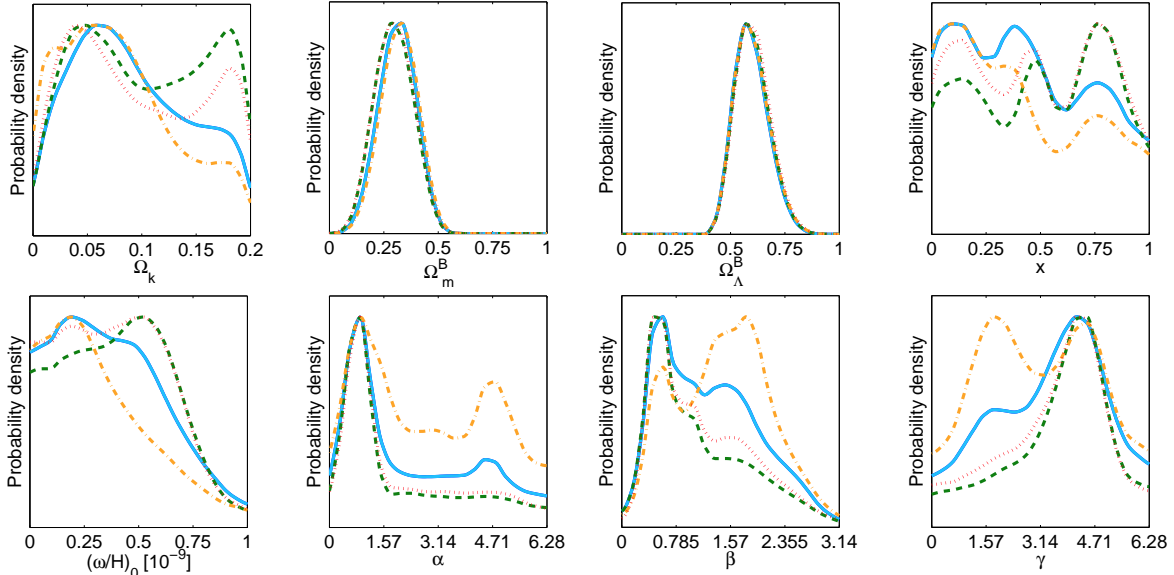 Probability density
0 0.05 0.1 0.15 0.2
Ω_k
Probability density
0 0.25 0.5 0.75 1
Ω_m^B
Probability density
0 0.25 0.5 0.75 1
Ω_Λ^B
Probability density
0 0.25 0.5 0.75 1
x
Probability density
0 0.25 0.5 0.75 1
(ω/H)_0 [10^{-9}]
Probability density
0 1.57 3.14 4.71 6.28
α
Probability density
0 0.785 1.57 2.355 3.14
β
Probability density
0 1.57 3.14 4.71 6.28
γ